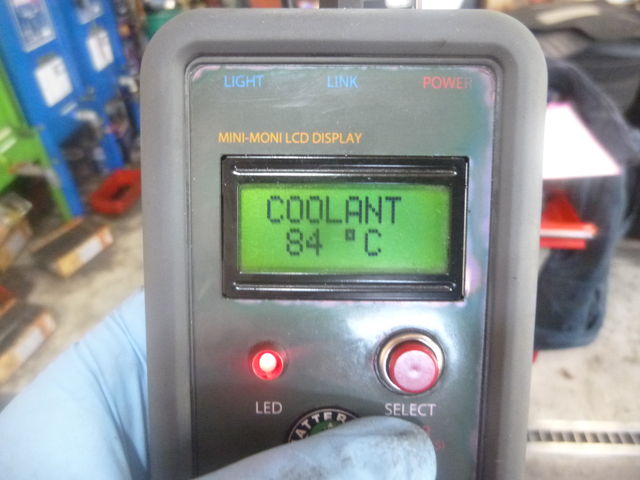 LIGHT LINK POWER
MINI-MONI LCD DISPLAY
COOLANT
84 °C
LED SELECT